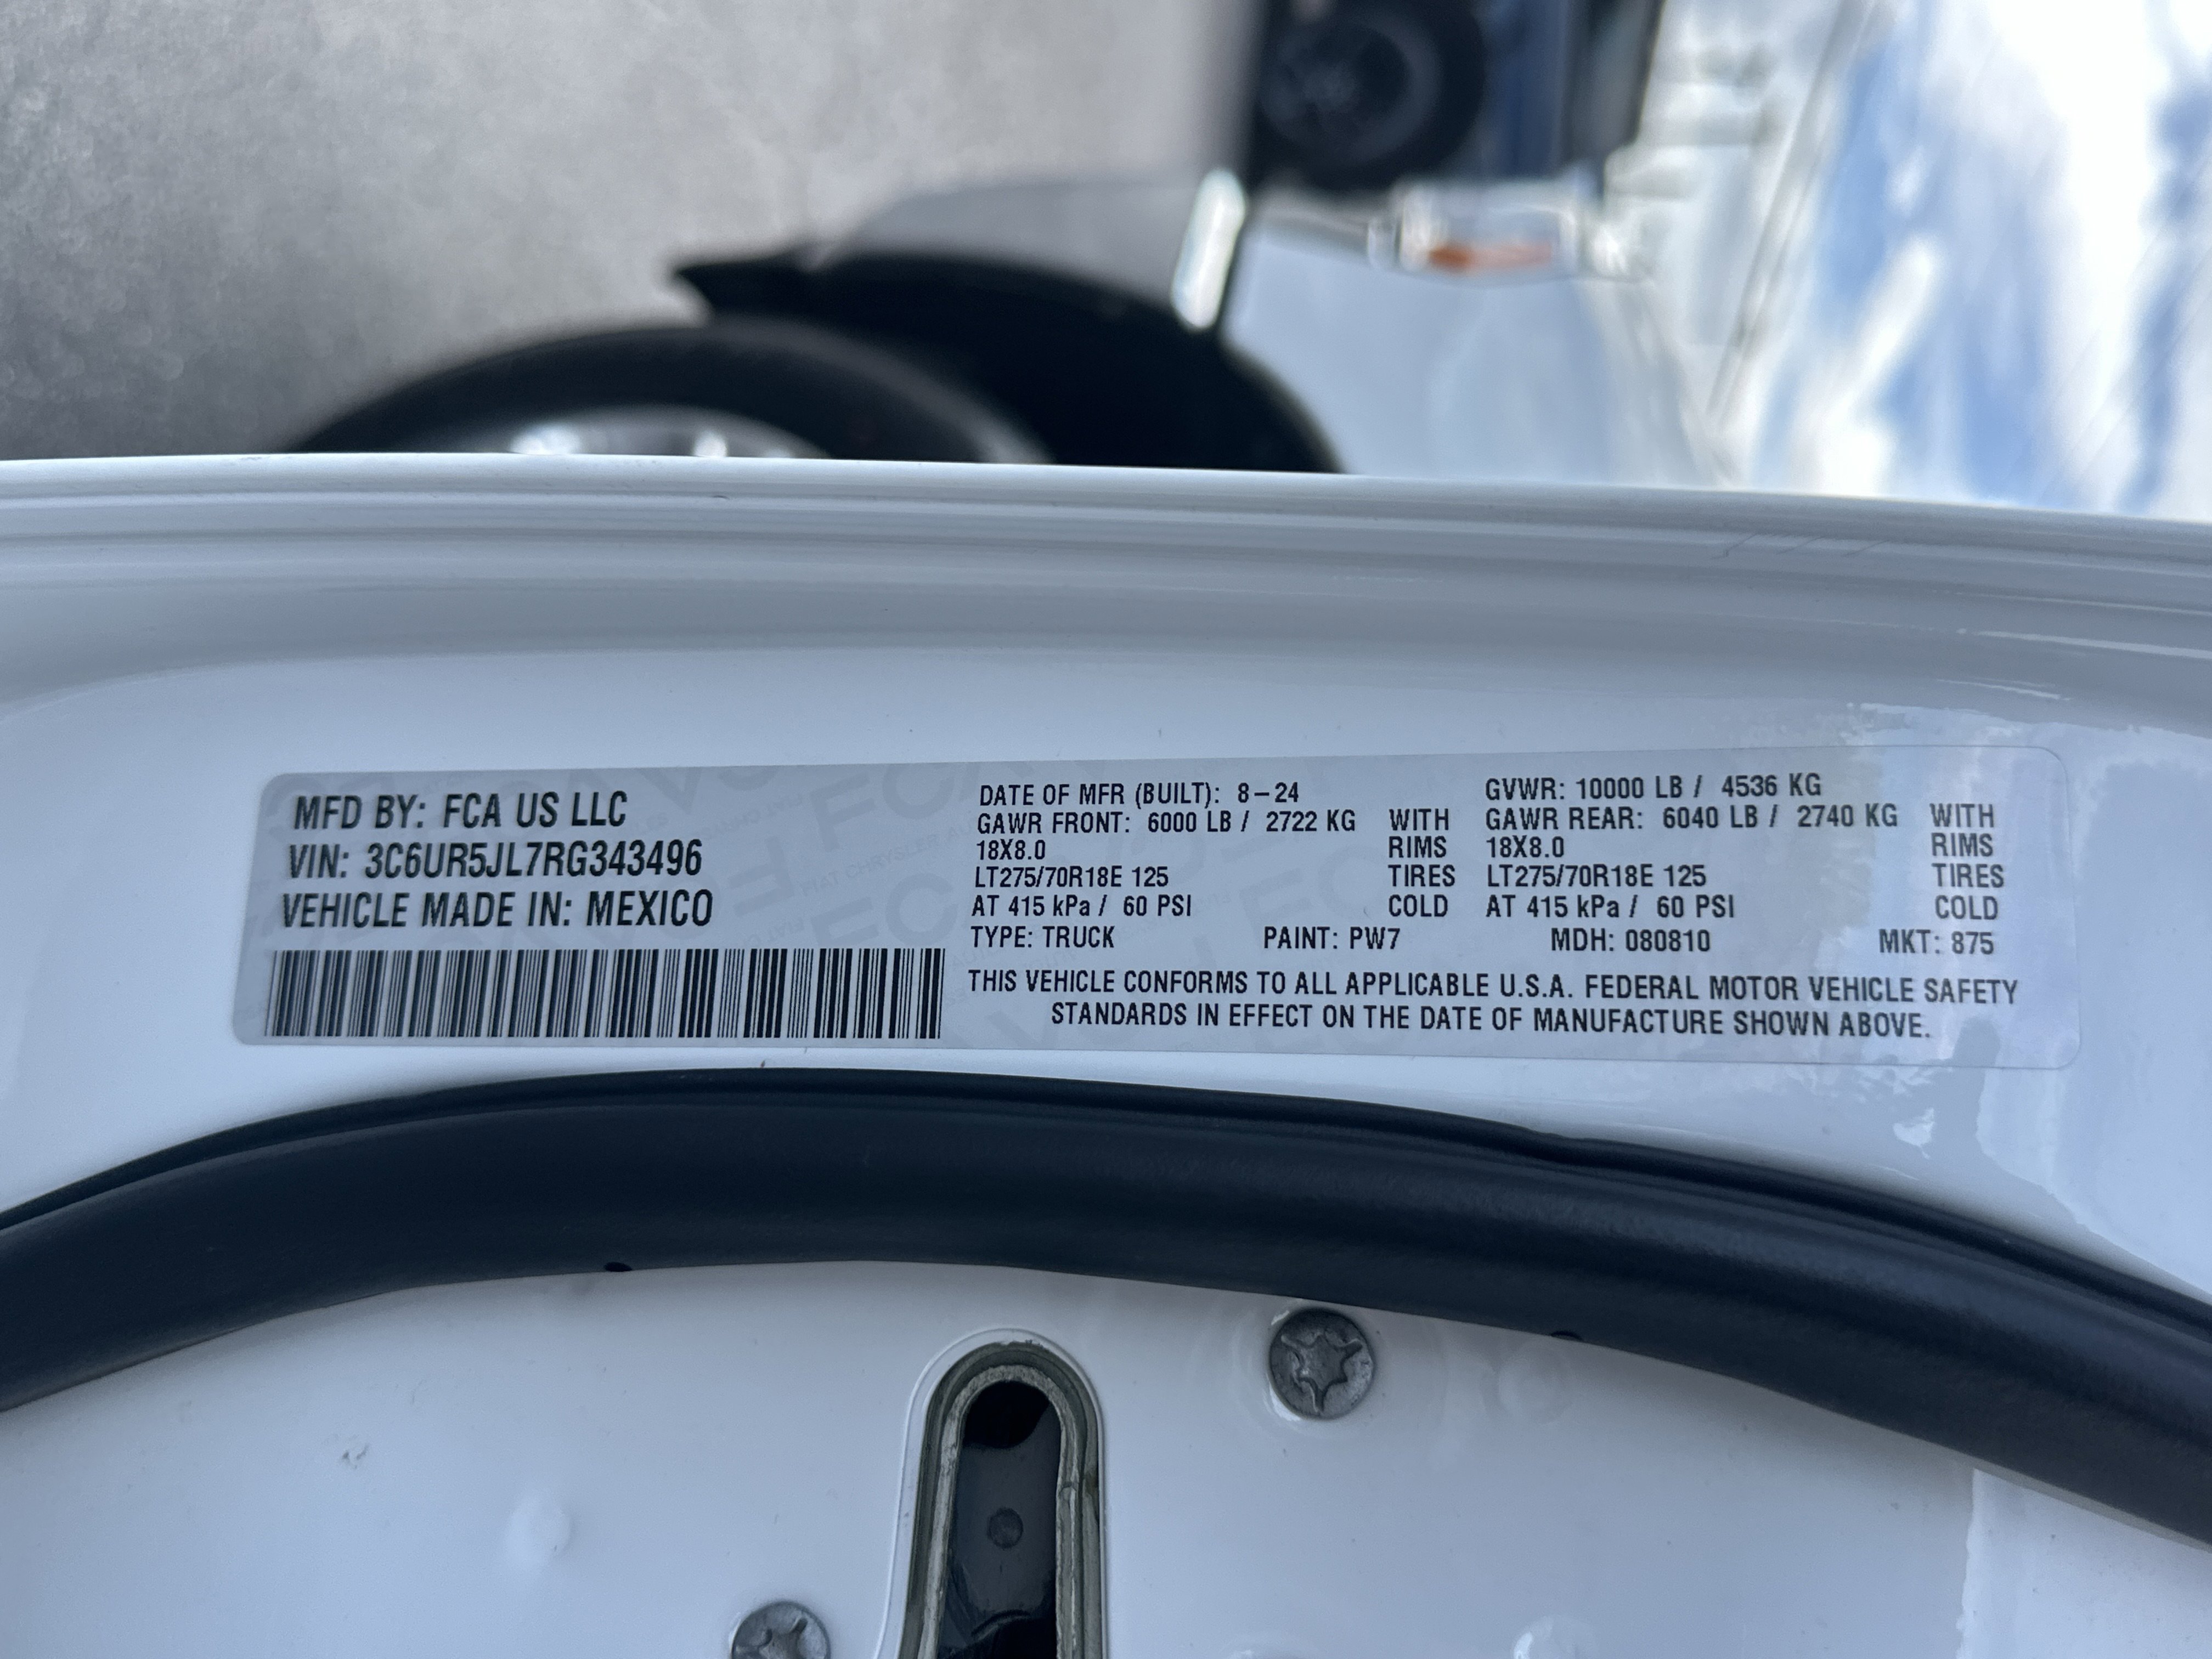 MFD BY: FCA US LLC
VIN: 3C6UR5JL7RG343496
VEHICLE MADE IN: MEXICO
DATE OF MFR (BUILT): 8-24 GVWR: 10000 LB / 4536 KG
GAWR FRONT: 6000 LB / 2722 KG WITH GAWR REAR: 6040 LB / 2740 KG WITH
18X8.0 RIMS 18X8.0 RIMS
LT275/70R18E 125 TIRES LT275/70R18E 125 TIRES
AT 415 kPa / 60 PSI COLD AT 415 kPa / 60 PSI COLD
TYPE: TRUCK PAINT: PW7 MDH: 080810 MKT: 875
THIS VEHICLE CONFORMS TO ALL APPLICABLE U.S.A. FEDERAL MOTOR VEHICLE SAFETY
STANDARDS IN EFFECT ON THE DATE OF MANUFACTURE SHOWN ABOVE.